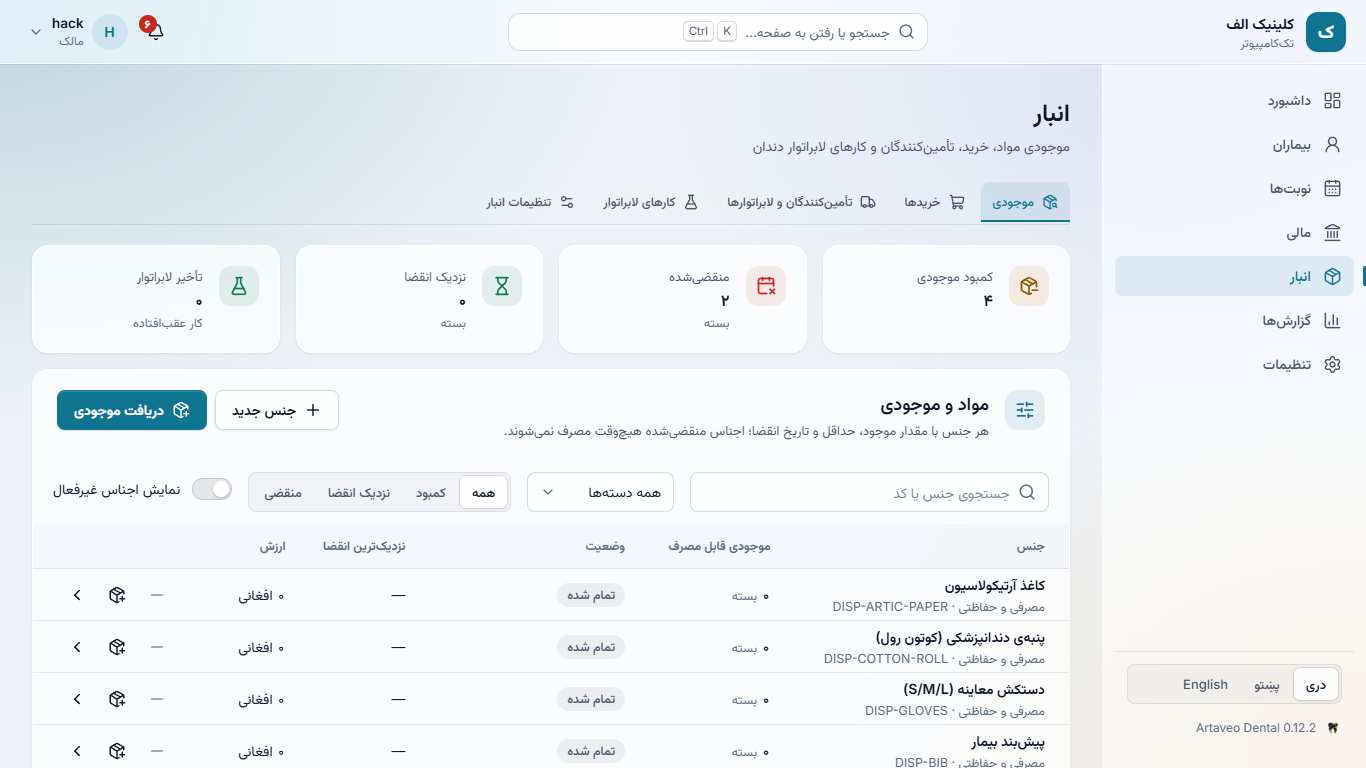 ک
کلینیک الف
تک‌کامپیوتر
جستجو یا رفتن به صفحه...
Ctrl K
۶
H
hack
مالک
داشبورد
بیماران
نوبت‌ها
مالی
انبار
گزارش‌ها
تنظیمات
دری
پښتو
English
Artaveo Dental 0.12.2
انبار
موجودی مواد، خرید، تأمین‌کنندگان و کارهای لابراتوار دندان
موجودی
خریدها
تأمین‌کنندگان و لابراتوارها
کارهای لابراتوار
تنظیمات انبار
کمبود موجودی
۴
منقضی‌شده
۲
بسته
نزدیک انقضا
۰
بسته
تأخیر لابراتوار
۰
کار عقب‌افتاده
مواد و موجودی
هر جنس با مقدار موجود، حداقل و تاریخ انقضا؛ اجناس منقضی‌شده هیچ‌وقت مصرف نمی‌شوند.
جنس جدید
دریافت موجودی
جستجوی جنس یا کد
همه دسته‌ها
همه
کمبود
نزدیک انقضا
منقضی
نمایش اجناس غیرفعال
جنس موجودی قابل مصرف وضعیت نزدیک‌ترین انقضا ارزش
کاغذ آرتیکولاسیون
مصرفی و حفاظتی · DISP-ARTIC-PAPER
۰ بسته تمام شده — ۰ افغانی —
پنبه‌ی دندانپزشکی (کوتون رول)
مصرفی و حفاظتی · DISP-COTTON-ROLL
۰ بسته تمام شده — ۰ افغانی —
دستکش معاینه (S/M/L)
مصرفی و حفاظتی · DISP-GLOVES
۰ بسته تمام شده — ۰ افغانی —
پیش‌بند بیمار
مصرفی و حفاظتی · DISP-BIB
۰ بسته تمام شده — ۰ افغانی —